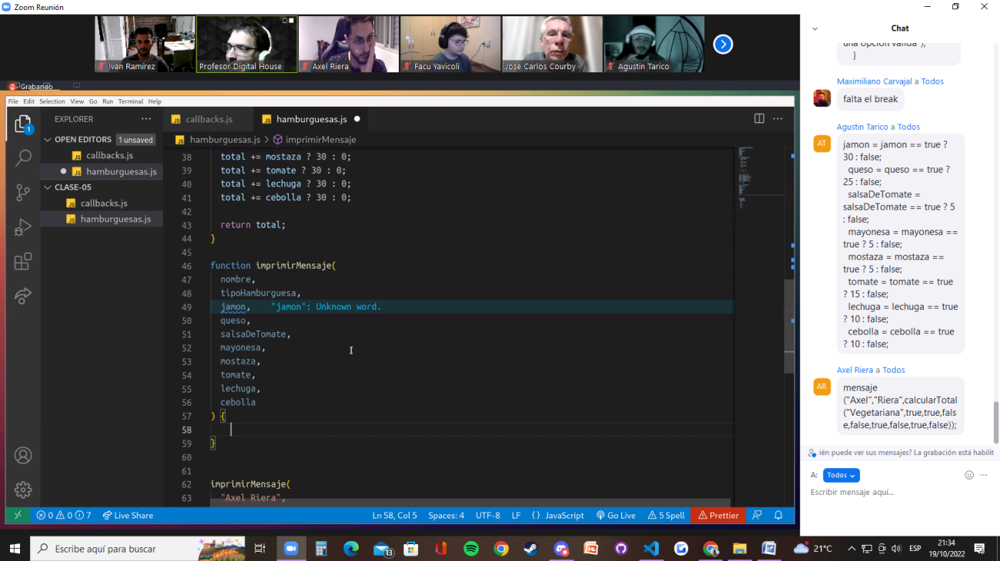 Zoom Reunión
Ivan Ramírez
Profesor Digital House
Axel Riera
Facu Yavicoli
Jose Carlos Courby
Agustin Tarico
Grabando
File Edit Selection View Go Run Terminal Help
EXPLORER
OPEN EDITORS 1 unsaved
JS callbacks.js
JS hamburguesas.js
CLASE-05
JS callbacks.js
JS hamburguesas.js
1
JS callbacks.js
JS hamburguesas.js
JS hamburguesas.js > imprimirMensaje
38 total += mostaza ? 30 : 0;
39 total += tomate ? 30 : 0;
40 total += lechuga ? 30 : 0;
41 total += cebolla ? 30 : 0;
42
43 return total;
44 }
45
46 function imprimirMensaje(
47 nombre,
48 tipoHamburguesa,
49 jamon, "jamon": Unknown word.
50 queso,
51 salsaDeTomate,
52 mayonesa,
53 mostaza,
54 tomate,
55 lechuga,
56 cebolla
57 ) {
58
59 }
60
61
62 imprimirMensaje(
63 "Axel Riera",
0 0 7 Live Share
Ln 58, Col 5 Spaces: 4 UTF-8 LF {} JavaScript Go Live 5 Spell Prettier
Chat
una opción válida");
}
Maximiliano Carvajal a Todos
falta el break
Agustin Tarico a Todos
AT
jamon = jamon == true ?
30 : false;
queso = queso == true ?
25 : false;
salsaDeTomate =
salsaDeTomate == true ? 5
: false;
mayonesa = mayonesa ==
true ? 5 : false;
mostaza = mostaza ==
true ? 5 : false;
tomate = tomate == true
? 15 : false;
lechuga = lechuga == true
? 10 : false;
cebolla = cebolla == true
? 10 : false;
Axel Riera a Todos
AR
mensaje
("Axel","Riera",calcularTotal
("Vegetariana",true,true,fals
e,false,true,false,true,false));
ién puede ver sus mensajes? La grabación está habilit
A: Todos
Escribir mensaje aquí...
Escribe aquí para buscar
13
21°C
ESP
21:34
19/10/2022